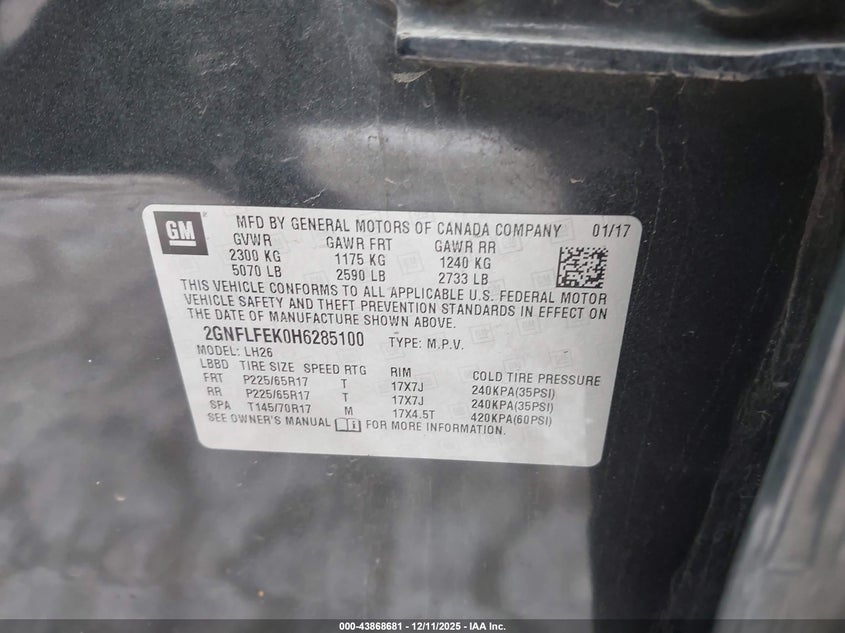 GM
MFD BY GENERAL MOTORS OF CANADA COMPANY 01/17
GVWR GAWR FRT GAWR RR
2300 KG 1175 KG 1240 KG
5070 LB 2590 LB 2733 LB
THIS VEHICLE CONFORMS TO ALL APPLICABLE U.S. FEDERAL MOTOR
VEHICLE SAFETY AND THEFT PREVENTION STANDARDS IN EFFECT ON
THE DATE OF MANUFACTURE SHOWN ABOVE.
2GNFLFEK0H6285100 TYPE: M.P.V.
MODEL: LH26
LBBD TIRE SIZE SPEED RTG RIM COLD TIRE PRESSURE
FRT P225/65R17 T 17X7J 240KPA(35PSI)
RR P225/65R17 T 17X7J 240KPA(35PSI)
SPA T145/70R17 M 17X4.5T 420KPA(60PSI)
SEE OWNER'S MANUAL FOR MORE INFORMATION.
000-43868681 - 12/11/2025 - IAA Inc.